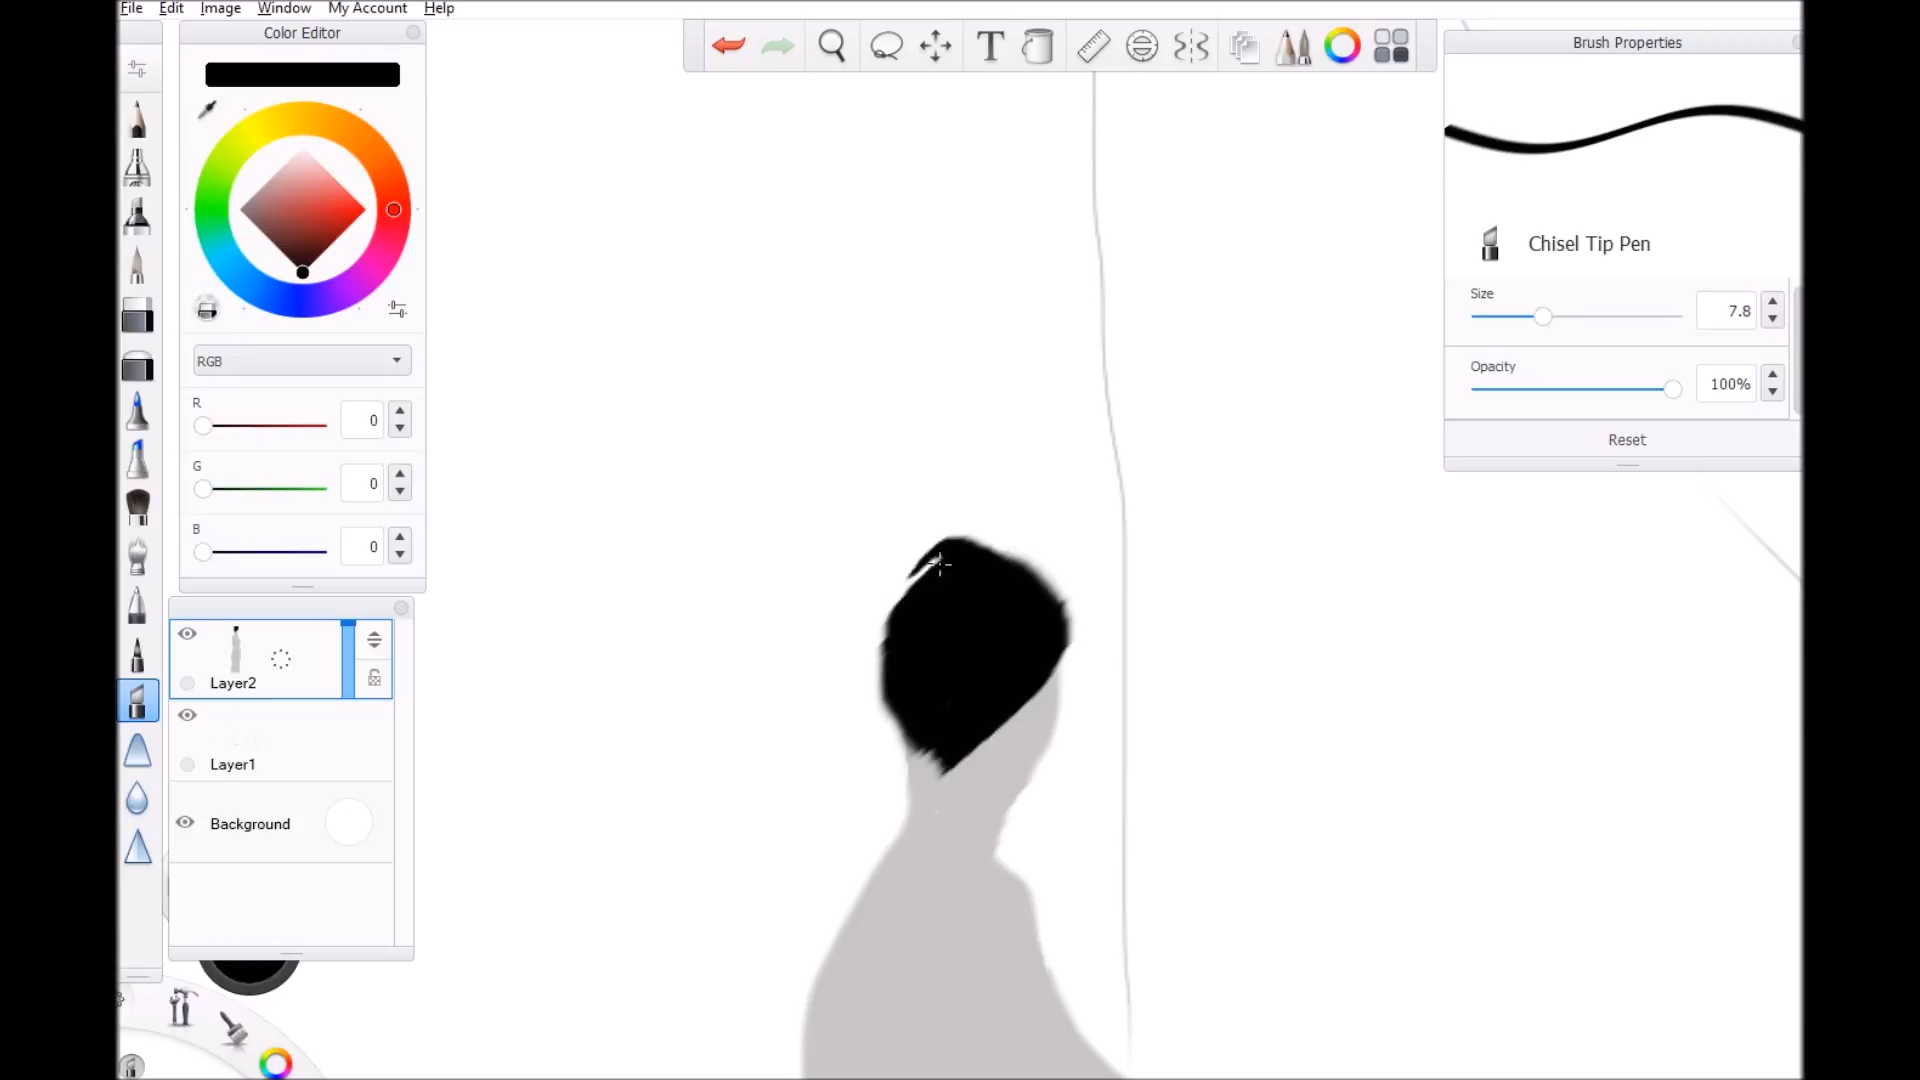 File Edit Image Window My Account Help
Color Editor
RGB
R
0
G
0
B
0
Layer2
Layer1
Background
T
Brush Properties
Chisel Tip Pen
Size
7.8
Opacity
100%
Reset